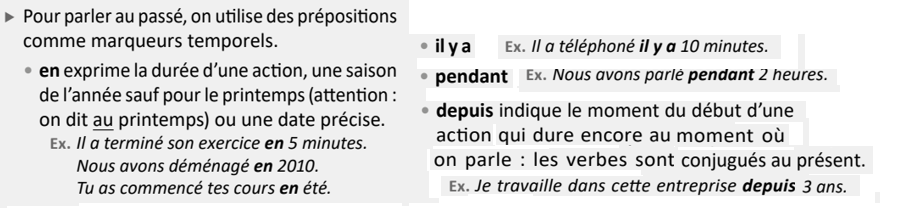 ▶ Pour parler au passé, on utilise des prépositions
comme marqueurs temporels.
• en exprime la durée d'une action, une saison
de l'année sauf pour le printemps (attention :
on dit au printemps) ou une date précise.
Ex. Il a terminé son exercice en 5 minutes.
Nous avons déménagé en 2010.
Tu as commencé tes cours en été.
• il y a Ex. Il a téléphoné il y a 10 minutes.
• pendant Ex. Nous avons parlé pendant 2 heures.
• depuis indique le moment du début d'une
action qui dure encore au moment où
on parle : les verbes sont conjugués au présent.
Ex. Je travaille dans cette entreprise depuis 3 ans.